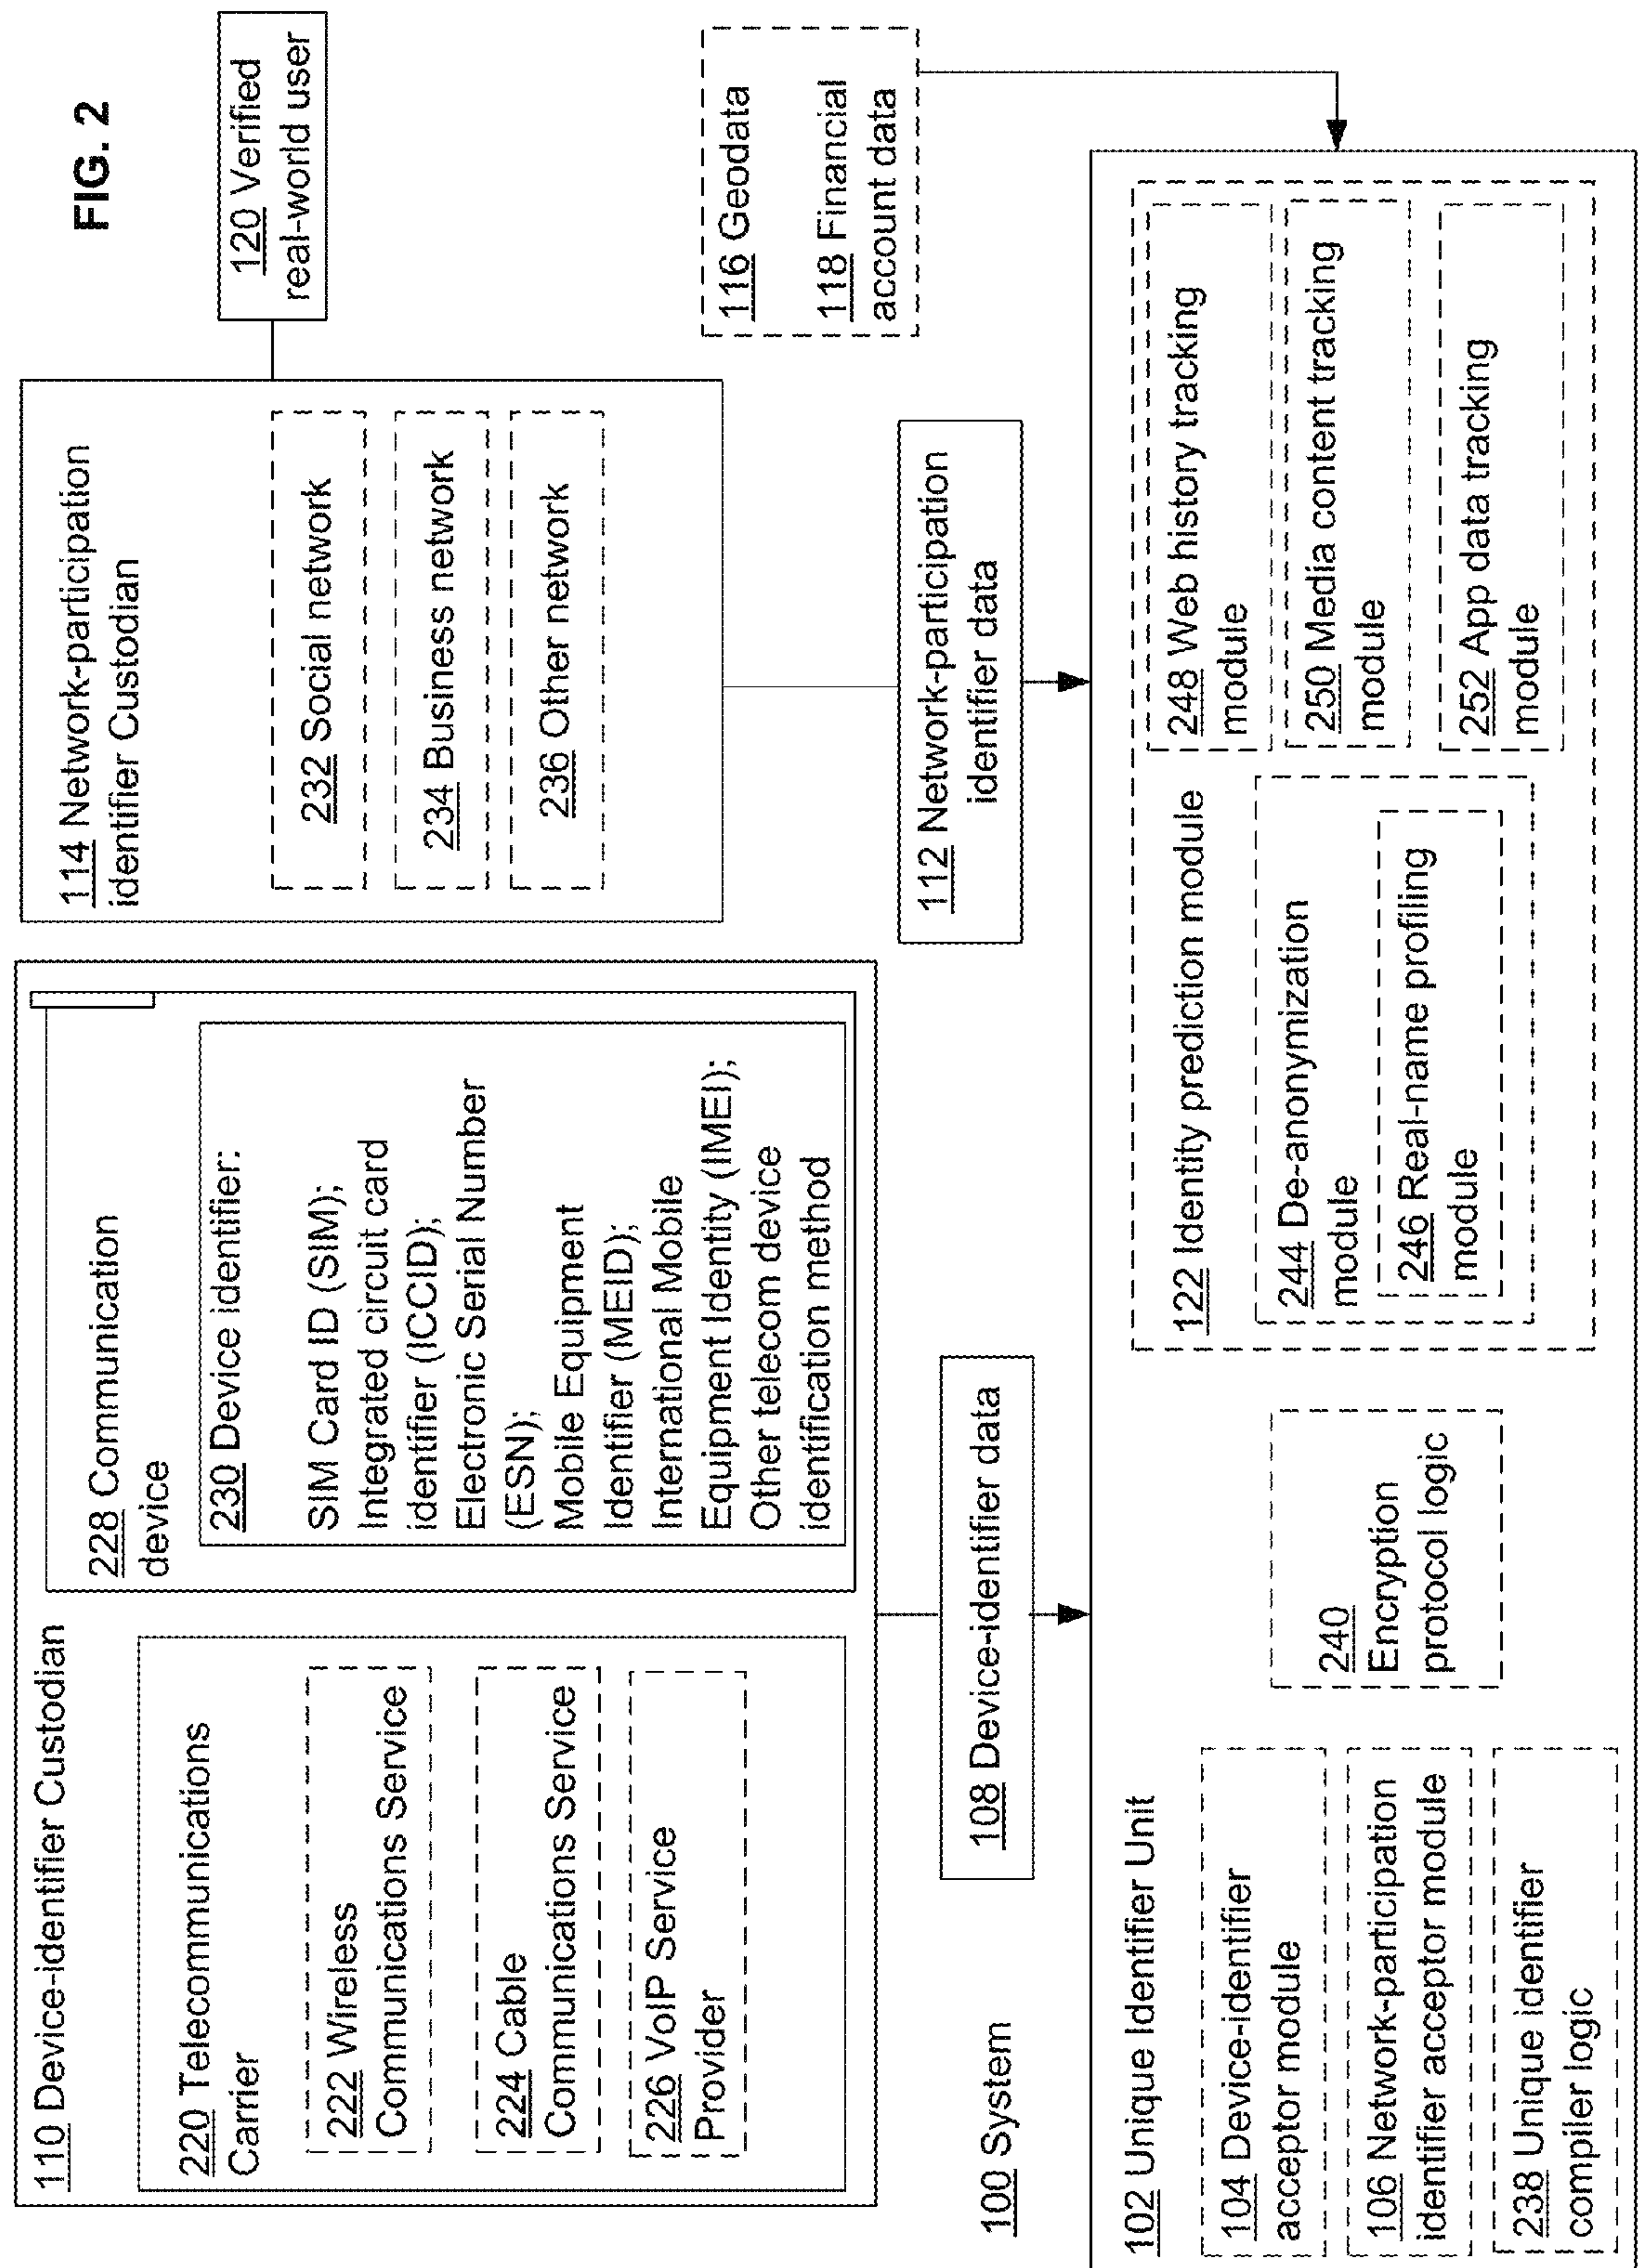 FIG. 2
110 Device-identifier Custodian
220 Telecommunications
Carrier
222 Wireless
Communications Service
224 Cable
Communications Service
226 VoIP Service
Provider
228 Communication
device
230 Device identifier:
SIM Card ID (SIM);
Integrated circuit card
identifier (ICCID);
Electronic Serial Number
(ESN);
Mobile Equipment
Identifier (MEID);
International Mobile
Equipment Identity (IMEI);
Other telecom device
identification method
114 Network-participation
identifier Custodian
232 Social network
234 Business network
236 Other network
120 Verified
real-world user
116 Geodata
118 Financial
account data
100 System
108 Device-identifier data
112 Network-participation
identifier data
102 Unique Identifier Unit
104 Device-identifier
acceptor module
106 Network-participation
identifier acceptor module
238 Unique identifier
compiler logic
240
Encryption
protocol logic
122 Identity prediction module
244 De-anonymization
module
246 Real-name profiling
module
248 Web history tracking
module
250 Media content tracking
module
252 App data tracking
module